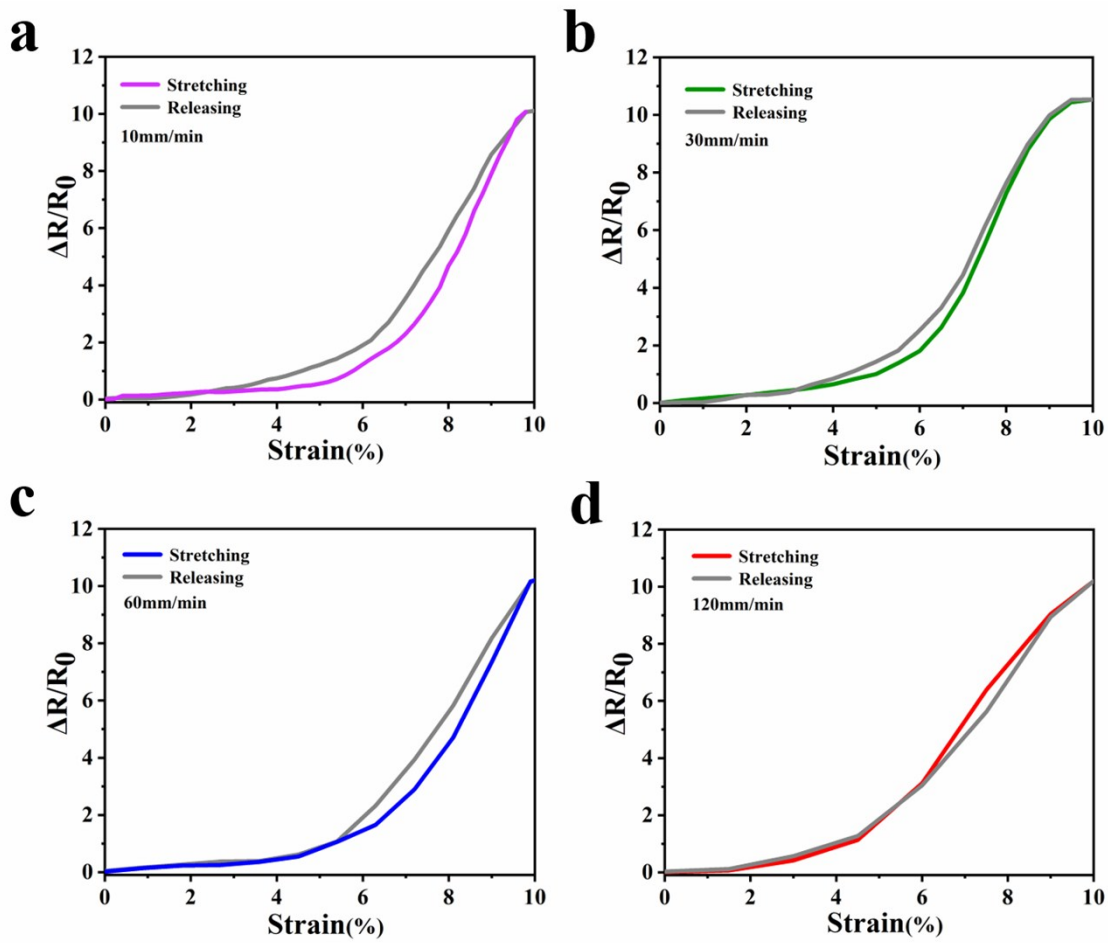 a
12
10
8
6
4
2
0
ΔR/R0
Stretching
Releasing
10mm/min
0 2 4 6 8 10
Strain(%)
b
12
10
8
6
4
2
0
ΔR/R0
Stretching
Releasing
30mm/min
0 2 4 6 8 10
Strain(%)
c
12
10
8
6
4
2
0
ΔR/R0
Stretching
Releasing
60mm/min
0 2 4 6 8 10
Strain(%)
d
12
10
8
6
4
2
0
ΔR/R0
Stretching
Releasing
120mm/min
0 2 4 6 8 10
Strain(%)